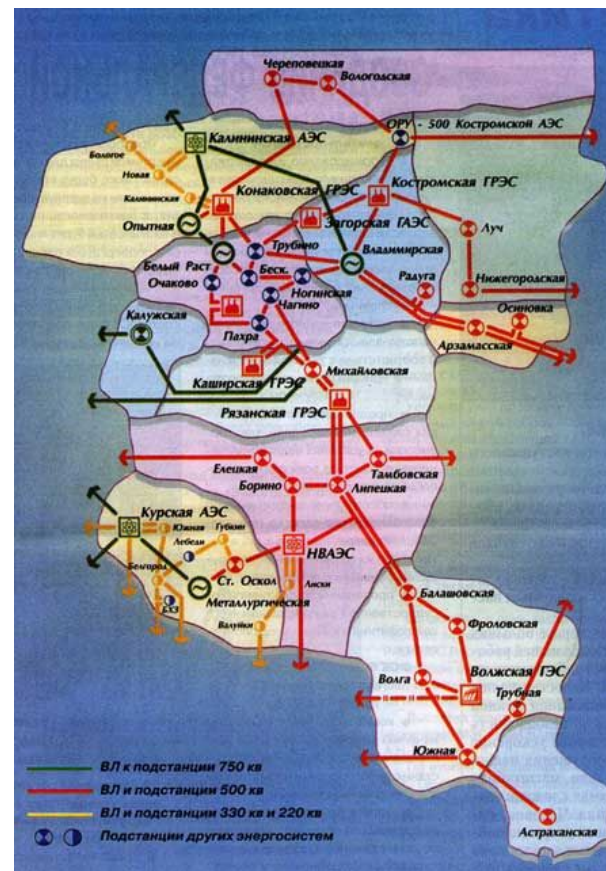 Череповецкая
Вологодская
ОРУ - 500 Костромской АЭС
Калининская АЭС
Бологое
Новая
Калининская
Конаковская ГРЭС
Костромская ГРЭС
Загорская ГАЭС
Опытная
Трубино
Владимирская
Луч
Белый Раст
Беск.
Радуга
Очаково
Ногинская
Нижегородская
Чагино
Осиновка
Калужская
Пахра
Арзамасская
Михайловская
Каширская ГРЭС
Рязанская ГРЭС
Елецкая
Тамбовская
Борино
Липецкая
Курская АЭС
Южная
Губкин
Лебеди
НВАЭС
Белгород
Ст. Оскол
Лиски
Металлургическая
Балашовская
БХЗ
Валуйки
Фроловская
Волжская ГЭС
Волга
Трубная
Южная
Астраханская
ВЛ к подстанции 750 кв
ВЛ и подстанции 500 кв
ВЛ и подстанции 330 кв и 220 кв
Подстанции других энергосистем